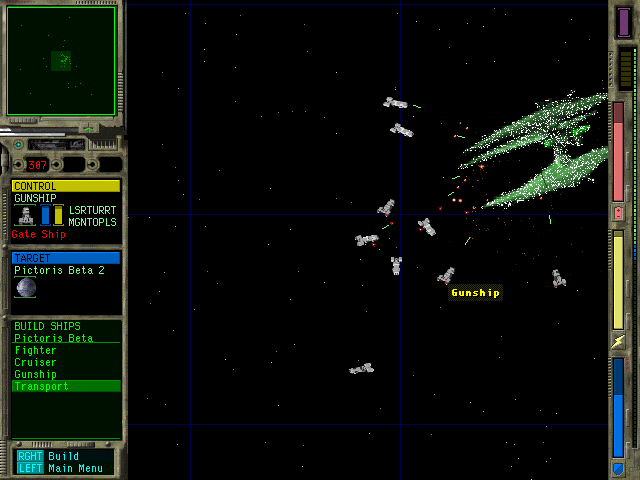 307
CONTROL
GUNSHIP
LSRTURRT
MGNTOPLS
Gata Ship
TARGET
Pictoris Beta 2
BUILD SHIPS
Pictoris Beta
Fighter
Cruiser
Gunship
Transport
RGHT Build
LEFT Main Menu
Gunship